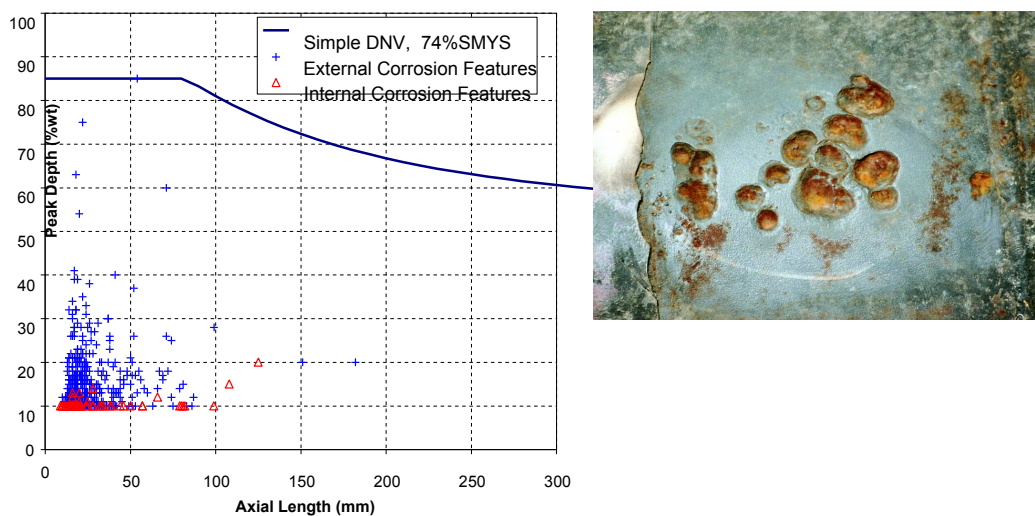 100
90
80
70
60
50
40
30
20
10
0
Peak Depth (%wt)
Simple DNV, 74%SMYS
External Corrosion Features
Internal Corrosion Features
0 50 100 150 200 250 300
Axial Length (mm)